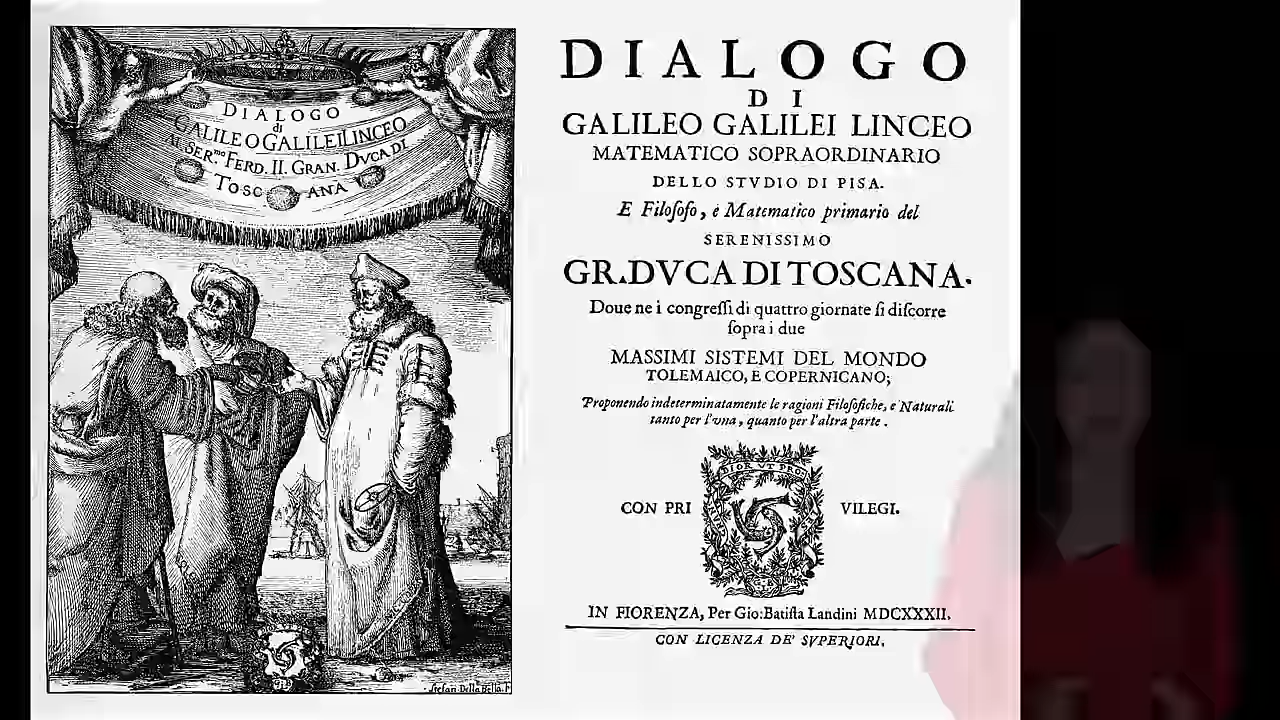 DIALOGO
di
GALILEO GALILEI LINCEO
al SER.mo FERD. II. GRAN. DVCA DI
TOSCANA
Stefan Della Bella F
DIALOGO
DI
GALILEO GALILEI LINCEO
MATEMATICO SOPRAORDINARIO
DELLO STVDIO DI PISA.
E Filosofo, e Matematico primario del
SERENISSIMO
GR.DVCA DI TOSCANA.
Doue ne i congressi di quattro giornate si discorre
sopra i due
MASSIMI SISTEMI DEL MONDO
TOLEMAICO, E COPERNICANO;
Proponendo indeterminatamente le ragioni Filosofiche, e Naturali
tanto per l'vna, quanto per l'altra parte.
CON PRI VILEGI.
IN FIORENZA, Per Gio:Batista Landini MDCXXXII.
CON LICENZA DE' SVPERIORI.